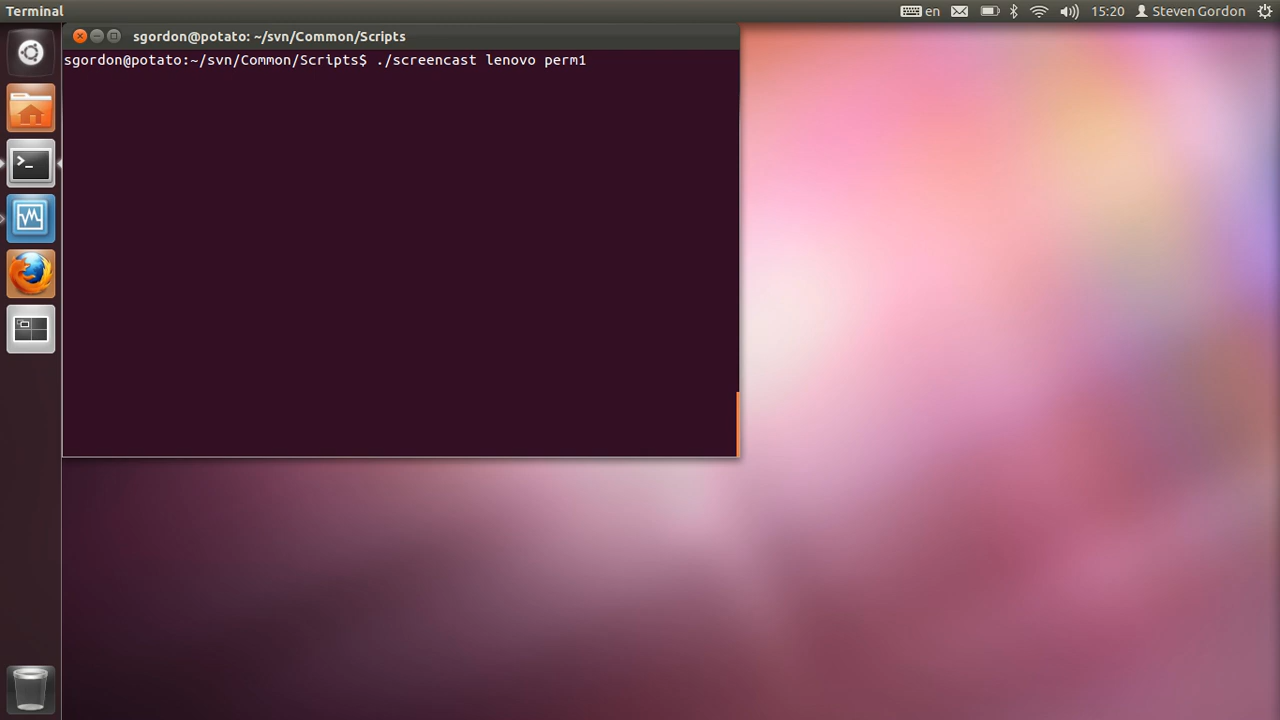 Terminal
en
15:20
Steven Gordon
sgordon@potato: ~/svn/Common/Scripts
sgordon@potato:~/svn/Common/Scripts$ ./screencast lenovo perm1